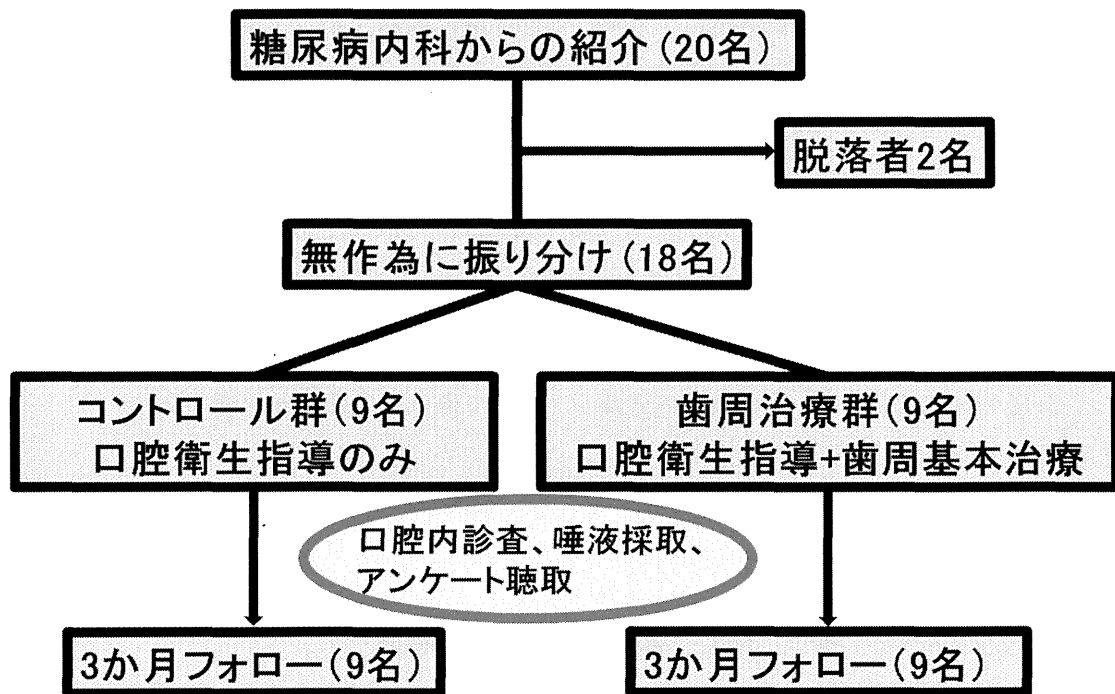 糖尿病内科からの紹介(20名)
脱落者2名
無作為に振り分け(18名)
コントロール群(9名)
口腔衛生指導のみ
歯周治療群(9名)
口腔衛生指導+歯周基本治療
口腔内診査、唾液採取、
アンケート聴取
3か月フォロー(9名)
3か月フォロー(9名)